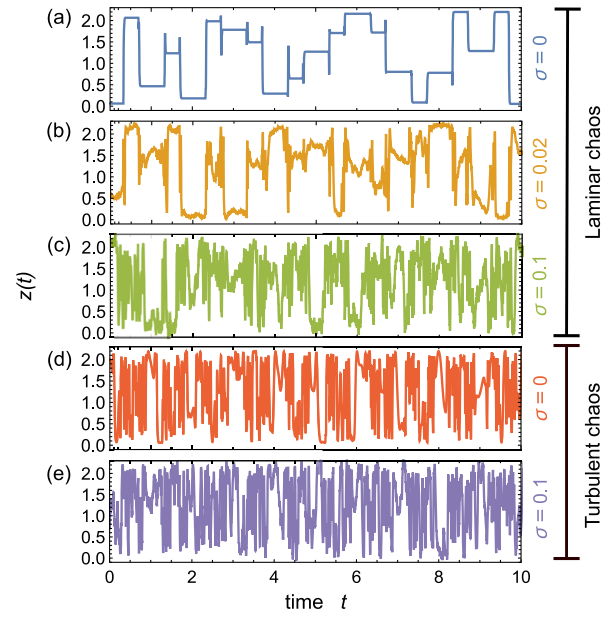 (a)
2.0
1.5
1.0
0.5
0.0
σ = 0
(b)
2.0
1.5
1.0
0.5
0.0
σ = 0.02
(c)
2.0
1.5
1.0
0.5
0.0
σ = 0.1
Laminar chaos
z(t)
(d)
2.0
1.5
1.0
0.5
0.0
σ = 0
(e)
2.0
1.5
1.0
0.5
0.0
σ = 0.1
Turbulent chaos
0 2 4 6 8 10
time t